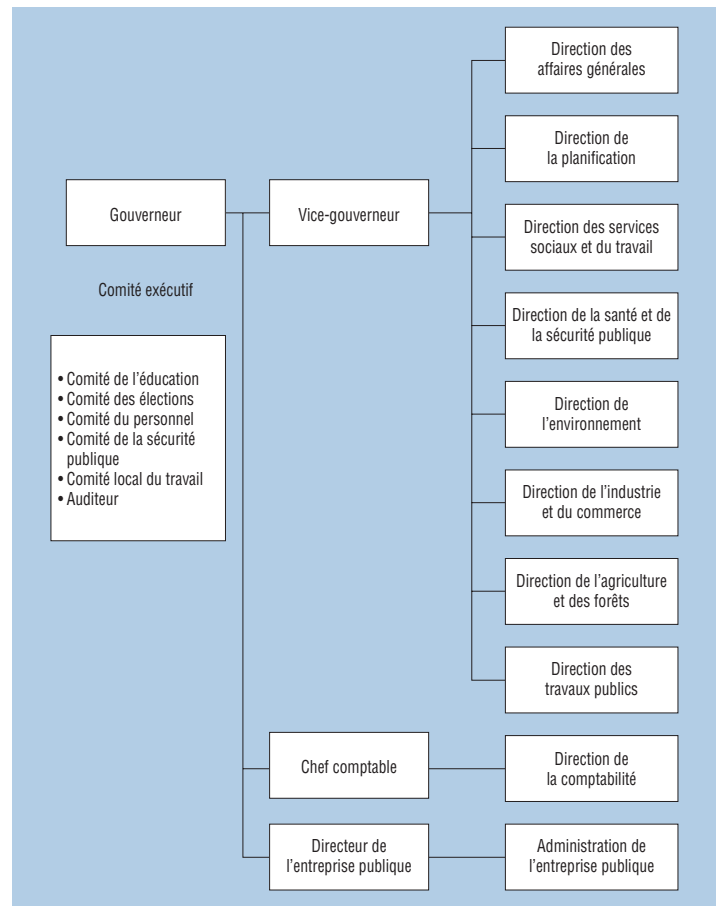 Gouverneur
Comité exécutif
• Comité de l'éducation
• Comité des élections
• Comité du personnel
• Comité de la sécurité
publique
• Comité local du travail
• Auditeur
Vice-gouverneur
Direction des
affaires générales
Direction de
la planification
Direction des services
sociaux et du travail
Direction de la santé et de
la sécurité publique
Direction de
l'environnement
Direction de l'industrie
et du commerce
Direction de l'agriculture
et des forêts
Direction des
travaux publics
Chef comptable
Direction de
la comptabilité
Directeur de
l'entreprise publique
Administration de
l'entreprise publique